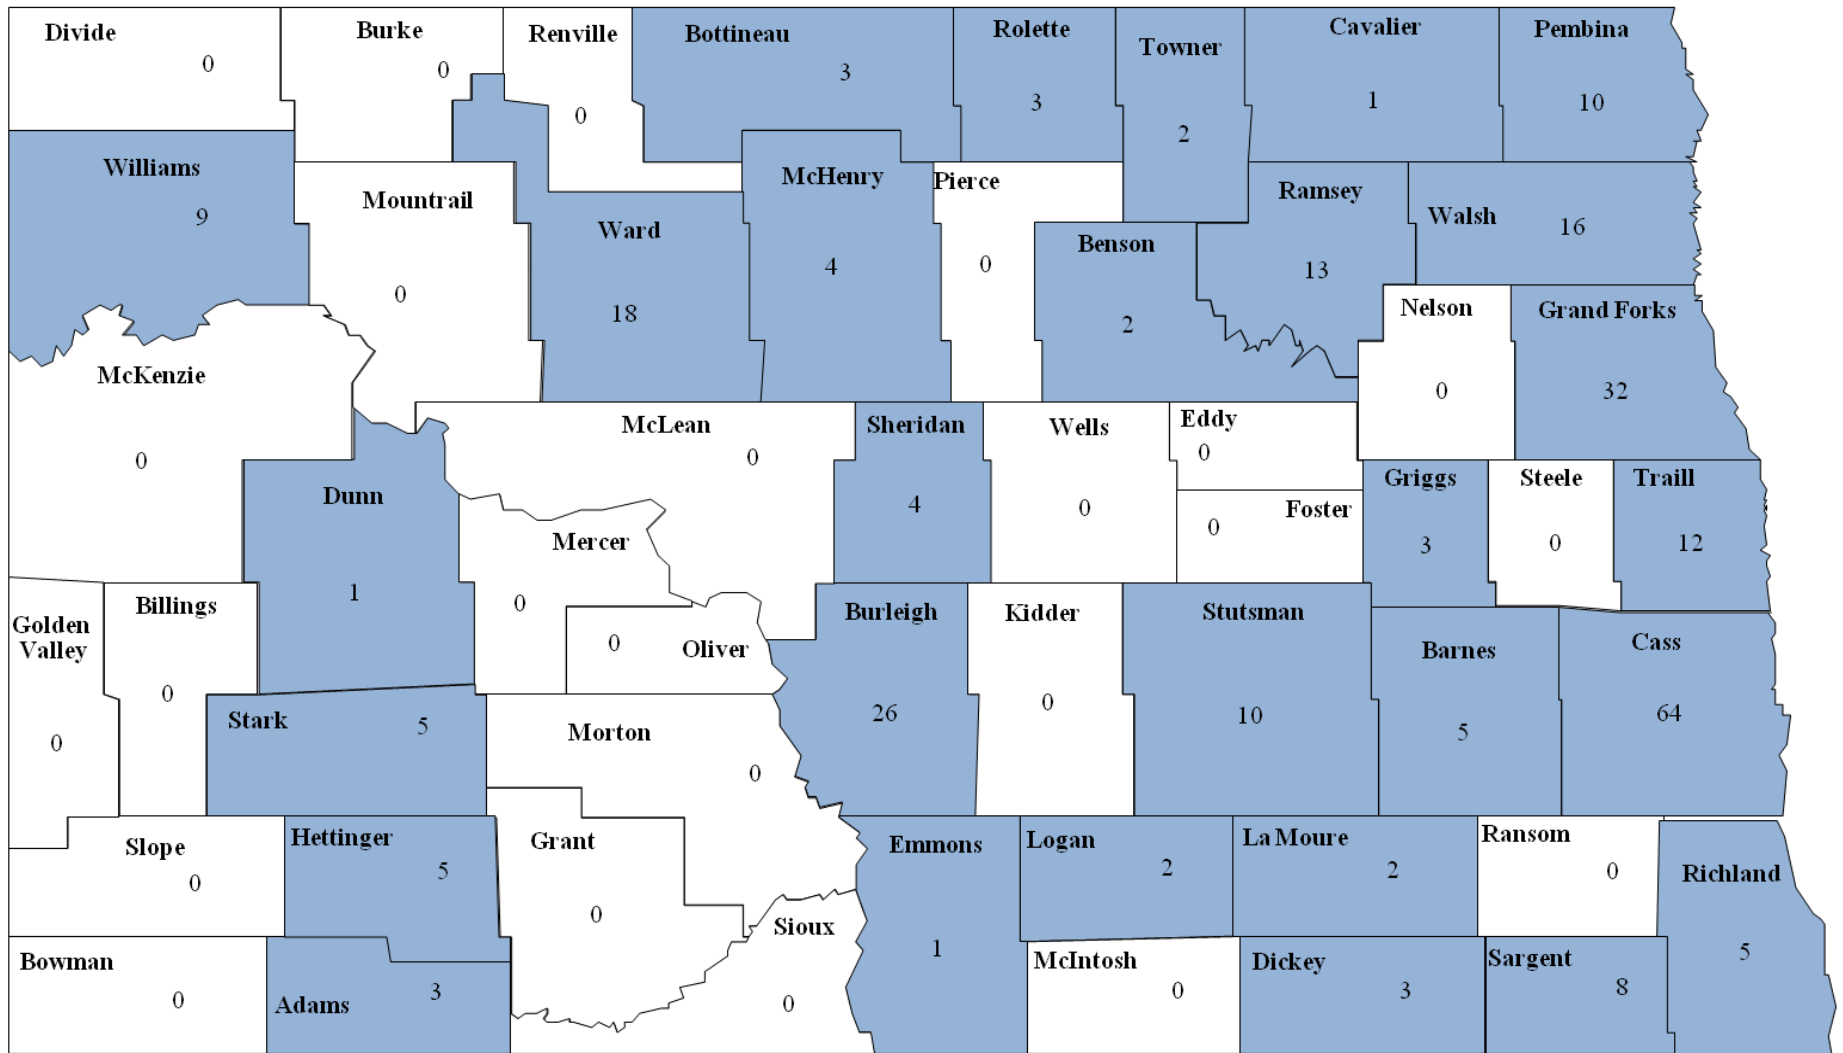 Divide
0
Burke
0
Renville
0
Bottineau
3
Rolette
3
Towner
2
Cavalier
1
Pembina
10
Williams
9
Mountrail
0
Ward
18
McHenry
4
Pierce
0
Benson
2
Ramsey
13
Walsh
16
Nelson
0
Grand Forks
32
McKenzie
0
Dunn
1
McLean
0
Mercer
0
Oliver
0
Sheridan
4
Wells
0
Eddy
0
Foster
0
Griggs
3
Steele
0
Traill
12
Golden
Valley
0
Billings
0
Stark
5
Morton
0
Burleigh
26
Kidder
0
Stutsman
10
Barnes
5
Cass
64
Slope
0
Hettinger
5
Grant
0
Sioux
0
Emmons
1
Logan
2
La Moure
2
Ransom
0
Richland
5
Bowman
0
Adams
3
McIntosh
0
Dickey
3
Sargent
8